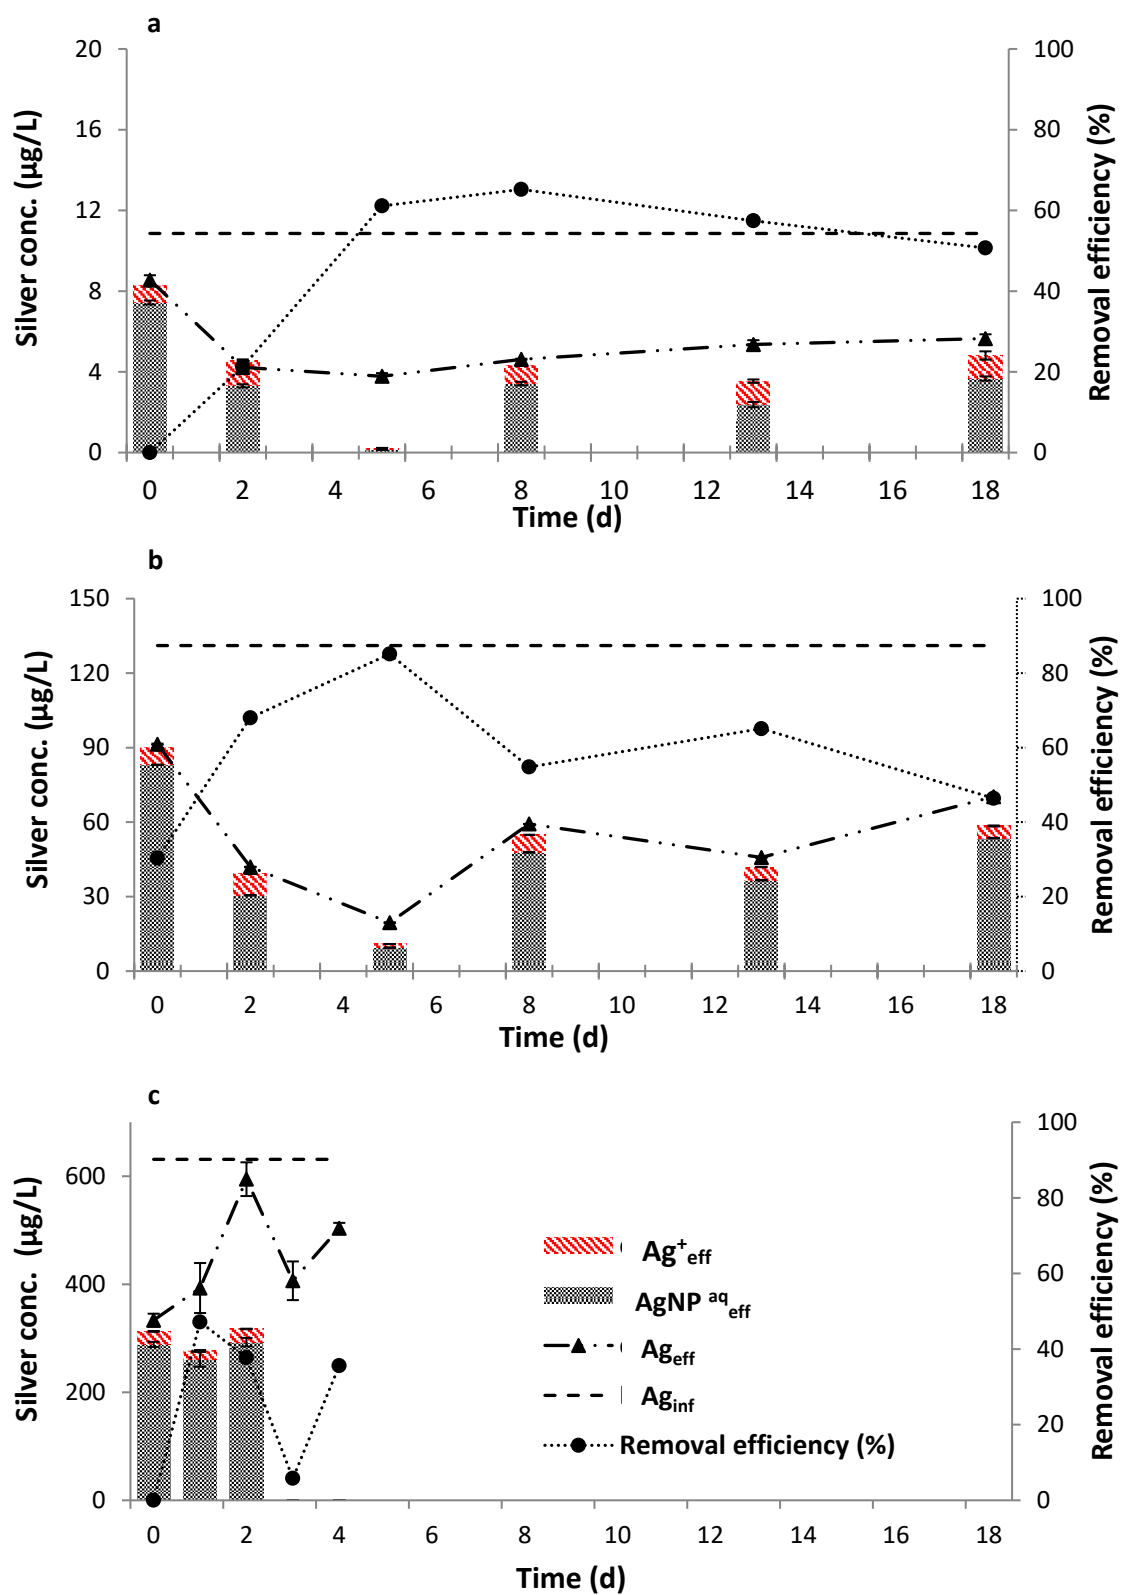 a
Silver conc. (µg/L)
20
16
12
8
4
0
100
80
60
40
20
0
Removal efficiency (%)
0 2 4 6 8 10 12 14 16 18
Time (d)
b
Silver conc. (µg/L)
150
120
90
60
30
0
100
80
60
40
20
0
Removal efficiency (%)
0 2 4 6 8 10 12 14 16 18
Time (d)
c
Silver conc. (µg/L)
600
400
200
0
100
80
60
40
20
0
Removal efficiency (%)
Ag⁺eff
AgNP aq eff
Ageff
Aginf
Removal efficiency (%)
0 2 4 6 8 10 12 14 16 18
Time (d)